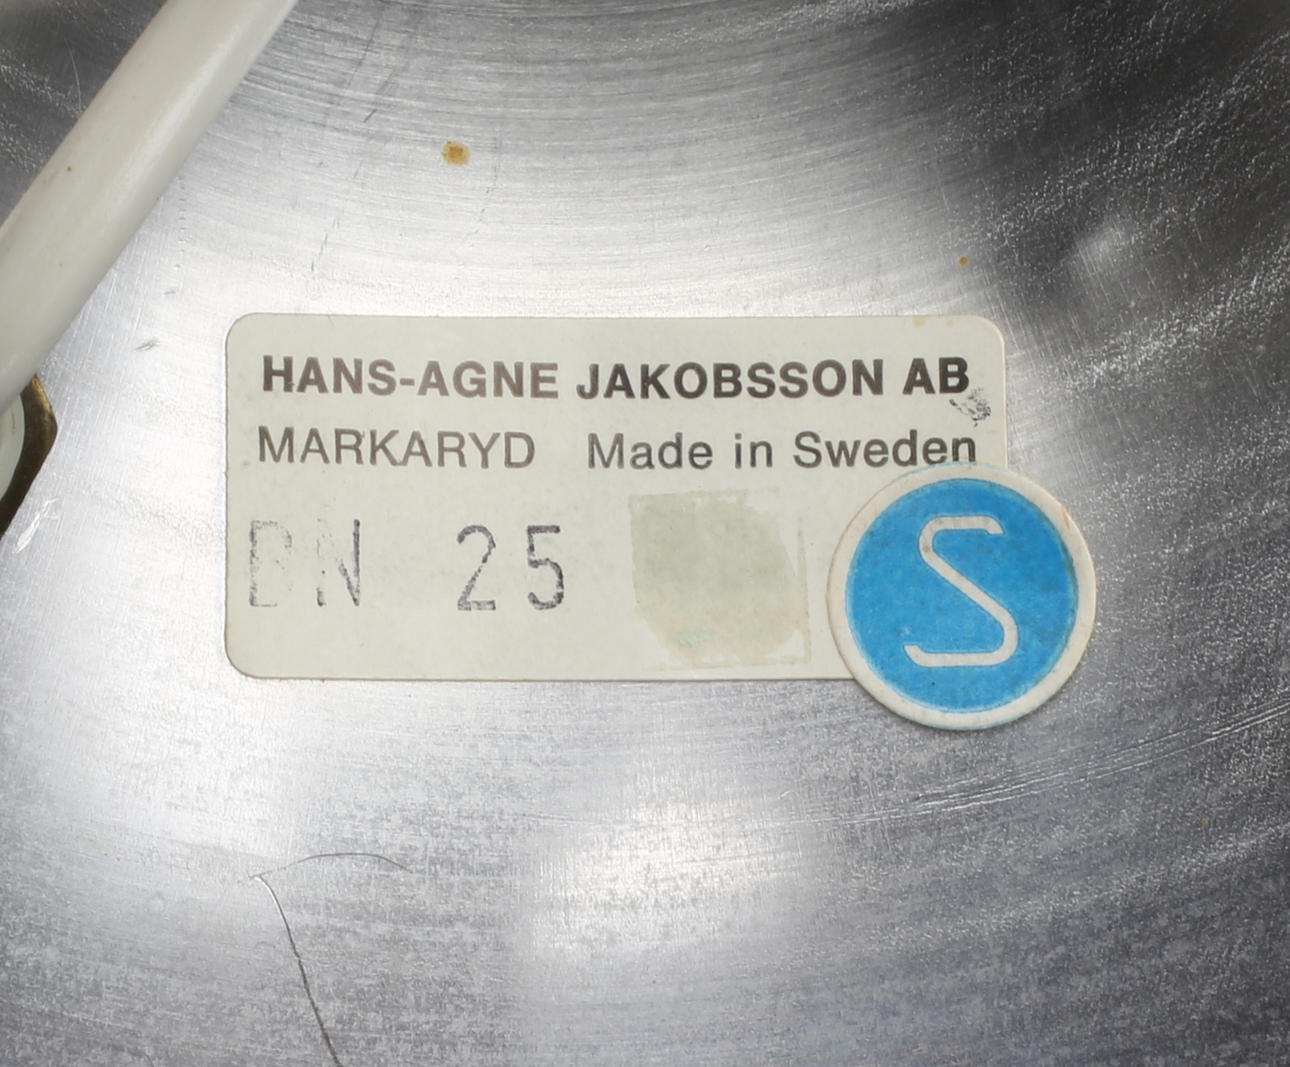 HANS-AGNE JAKOBSSON AB
MARKARYD Made in Sweden
BN 25
S